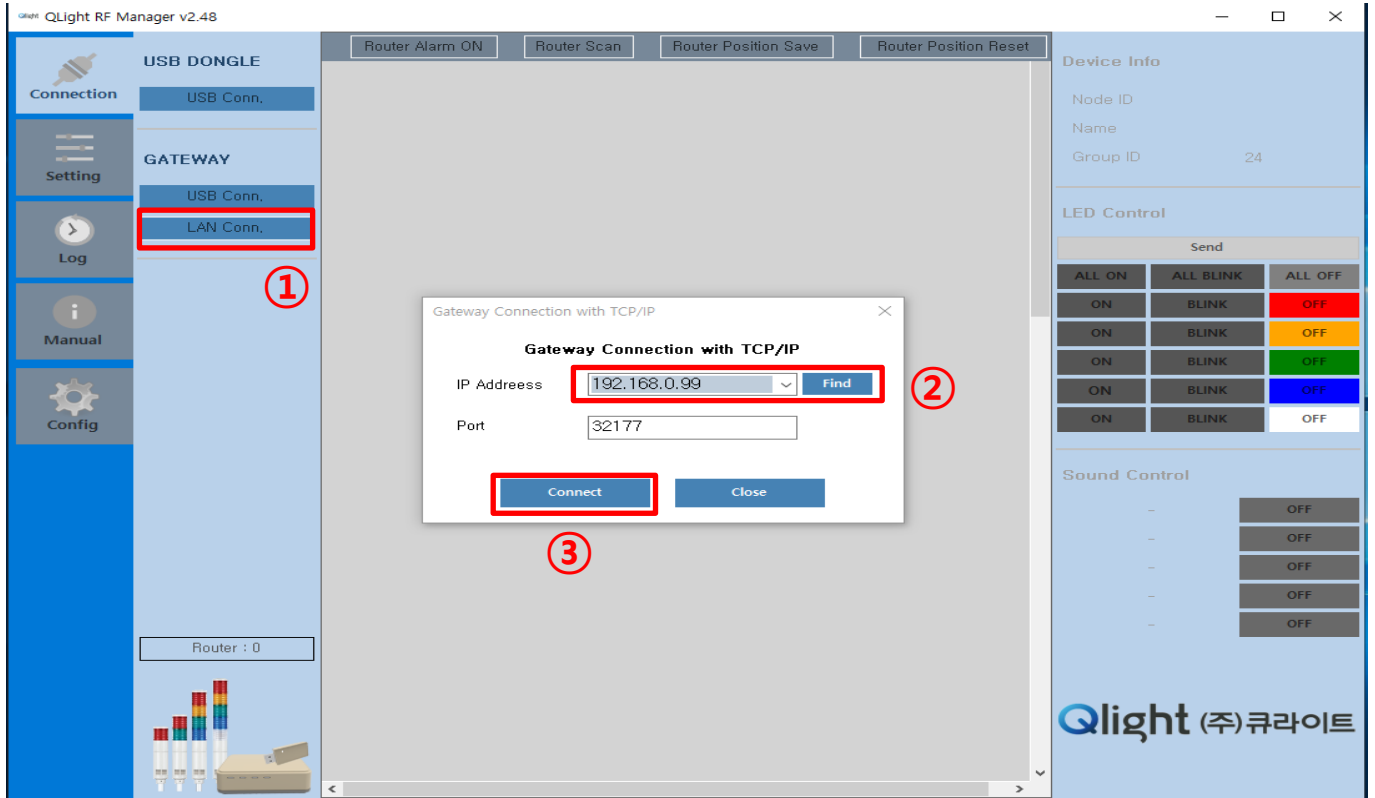 QLight QLight RF Manager v2.48
Connection
Setting
Log
Manual
Config
USB DONGLE
USB Conn,
GATEWAY
USB Conn,
LAN Conn,
①
Router : 0
Router Alarm ON
Router Scan
Router Position Save
Router Position Reset
Gateway Connection with TCP/IP
Gateway Connection with TCP/IP
IP Addreess
192.168.0.99
Find
②
Port
32177
Connect
Close
③
Device Info
Node ID
Name
Group ID 24
LED Control
Send
ALL ON ALL BLINK ALL OFF
ON BLINK OFF
ON BLINK OFF
ON BLINK OFF
ON BLINK OFF
ON BLINK OFF
Sound Control
- OFF
- OFF
- OFF
- OFF
- OFF
Qlight (주)큐라이트